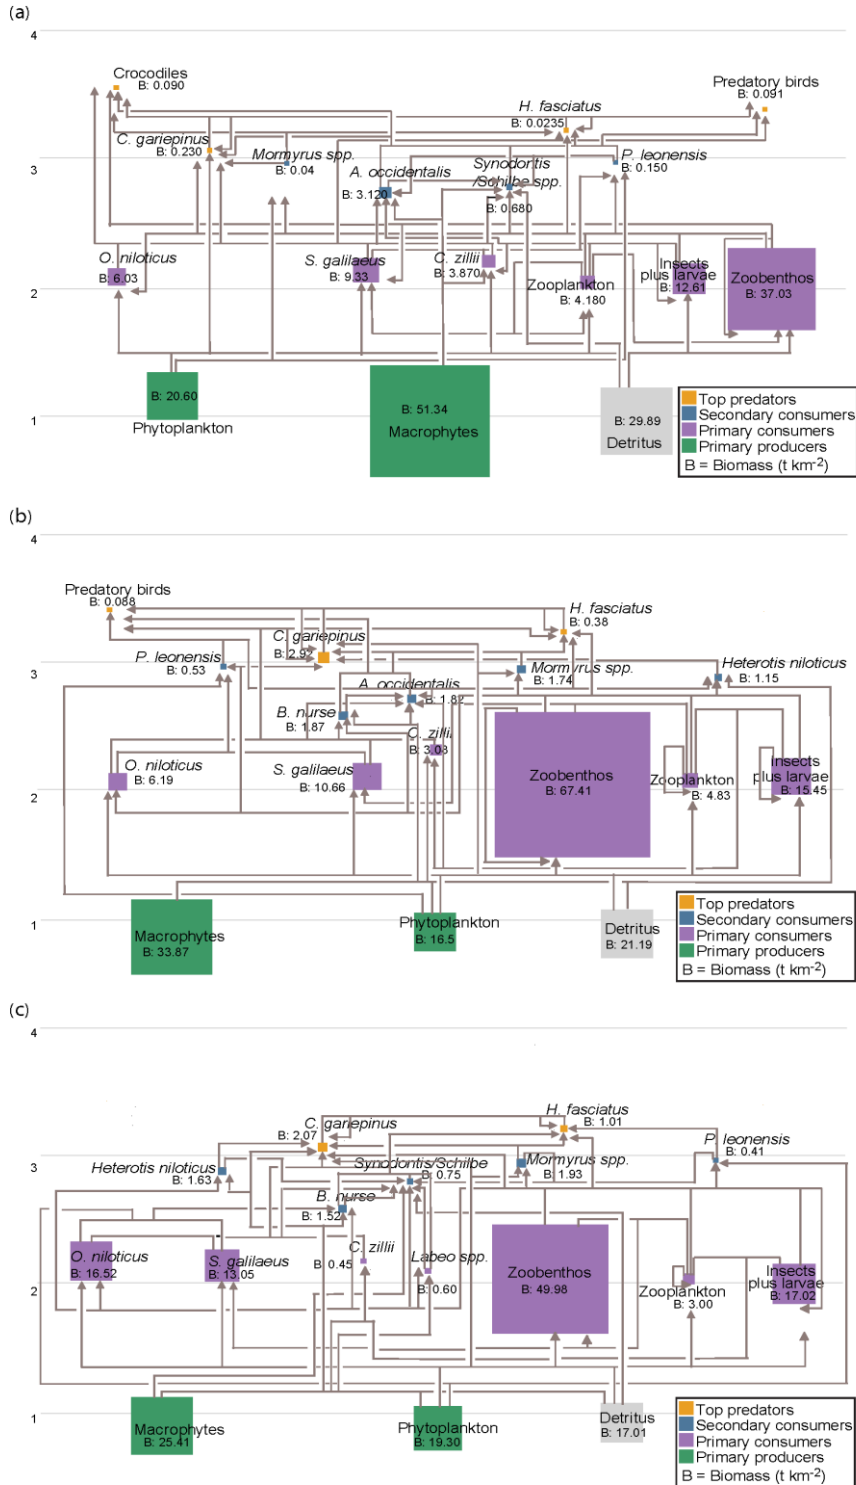 (a)
4
Crocodiles
B: 0.090
Predatory birds
B: 0.091
H. fasciatus
B: 0.0235
C. gariepinus
B: 0.230
Mormyrus spp.
B: 0.04
3
A. occidentalis
B: 3.120
Synodontis
/Schilbe spp.
B: 0.680
P. leonensis
B: 0.150
O. niloticus
B: 6.03
S. galilaeus
B: 9.33
C. zillii
B: 3.870
Zooplankton
B: 4.180
Insects
plus larvae
B: 12.61
Zoobenthos
B: 37.03
2
B: 20.60
Phytoplankton
B: 51.34
Macrophytes
B: 29.89
Detritus
1
Top predators
Secondary consumers
Primary consumers
Primary producers
B = Biomass (t km-2)
(b)
4
Predatory birds
B: 0.088
H. fasciatus
B: 0.38
C. gariepinus
B: 2.92
P. leonensis
B: 0.53
3
Mormyrus spp.
B: 1.74
Heterotis niloticus
B: 1.15
A. occidentalis
B: 1.82
B. nurse
B: 1.87
C. zilli
B: 3.03
O. niloticus
B: 6.19
S. galilaeus
B: 10.66
Zoobenthos
B: 67.41
Zooplankton
B: 4.83
Insects
plus larvae
B: 15.45
2
Macrophytes
B: 33.87
Phytoplankton
B: 16.5
Detritus
B: 21.19
1
Top predators
Secondary consumers
Primary consumers
Primary producers
B = Biomass (t km-2)
(c)
4
C. gariepinus
B: 2.07
H. fasciatus
B: 1.01
P. leonensis
B: 0.41
3
Heterotis niloticus
B: 1.63
Synodontis/Schilbe
B: 0.75
Mormyrus spp.
B: 1.93
B. nurse
B: 1.52
O. niloticus
B: 16.52
S. galilaeus
B: 13.05
C. zillii
B: 0.45
Labeo spp.
B: 0.60
Zoobenthos
B: 49.98
Zooplankton
B: 3.00
Insects
plus larvae
B: 17.02
2
Macrophytes
B: 25.41
Phytoplankton
B: 19.30
Detritus
B: 17.01
1
Top predators
Secondary consumers
Primary consumers
Primary producers
B = Biomass (t km-2)